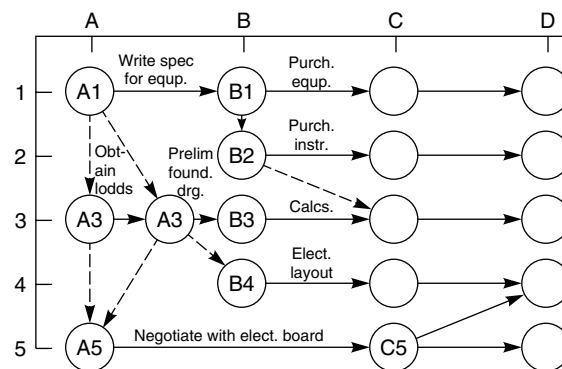 A B C D
Write spec
for equp.
Purch.
equp.
1 A1 B1
Purch.
instr.
Obt-
ain
lodds
Prelim
found.
drg.
2 B2
Calcs.
3 A3 A3 B3
Elect.
layout
4 B4
Negotiate with elect. board
5 A5 C5